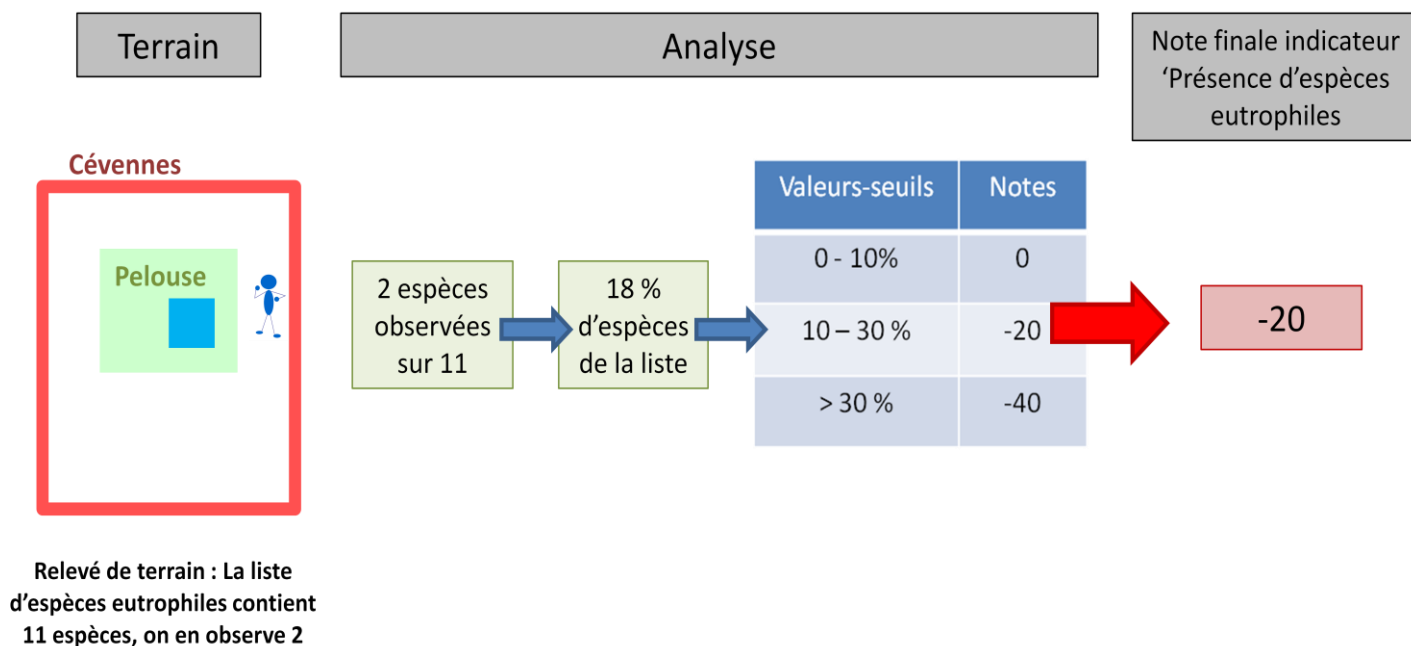 Terrain
Analyse
Note finale indicateur
‘Présence d’espèces
eutrophiles
Cévennes
Pelouse
Relevé de terrain : La liste
d’espèces eutrophiles contient
11 espèces, on en observe 2
2 espèces
observées
sur 11
18 %
d’espèces
de la liste
Valeurs-seuils Notes
0 - 10% 0
10 – 30 % -20
> 30 % -40
-20